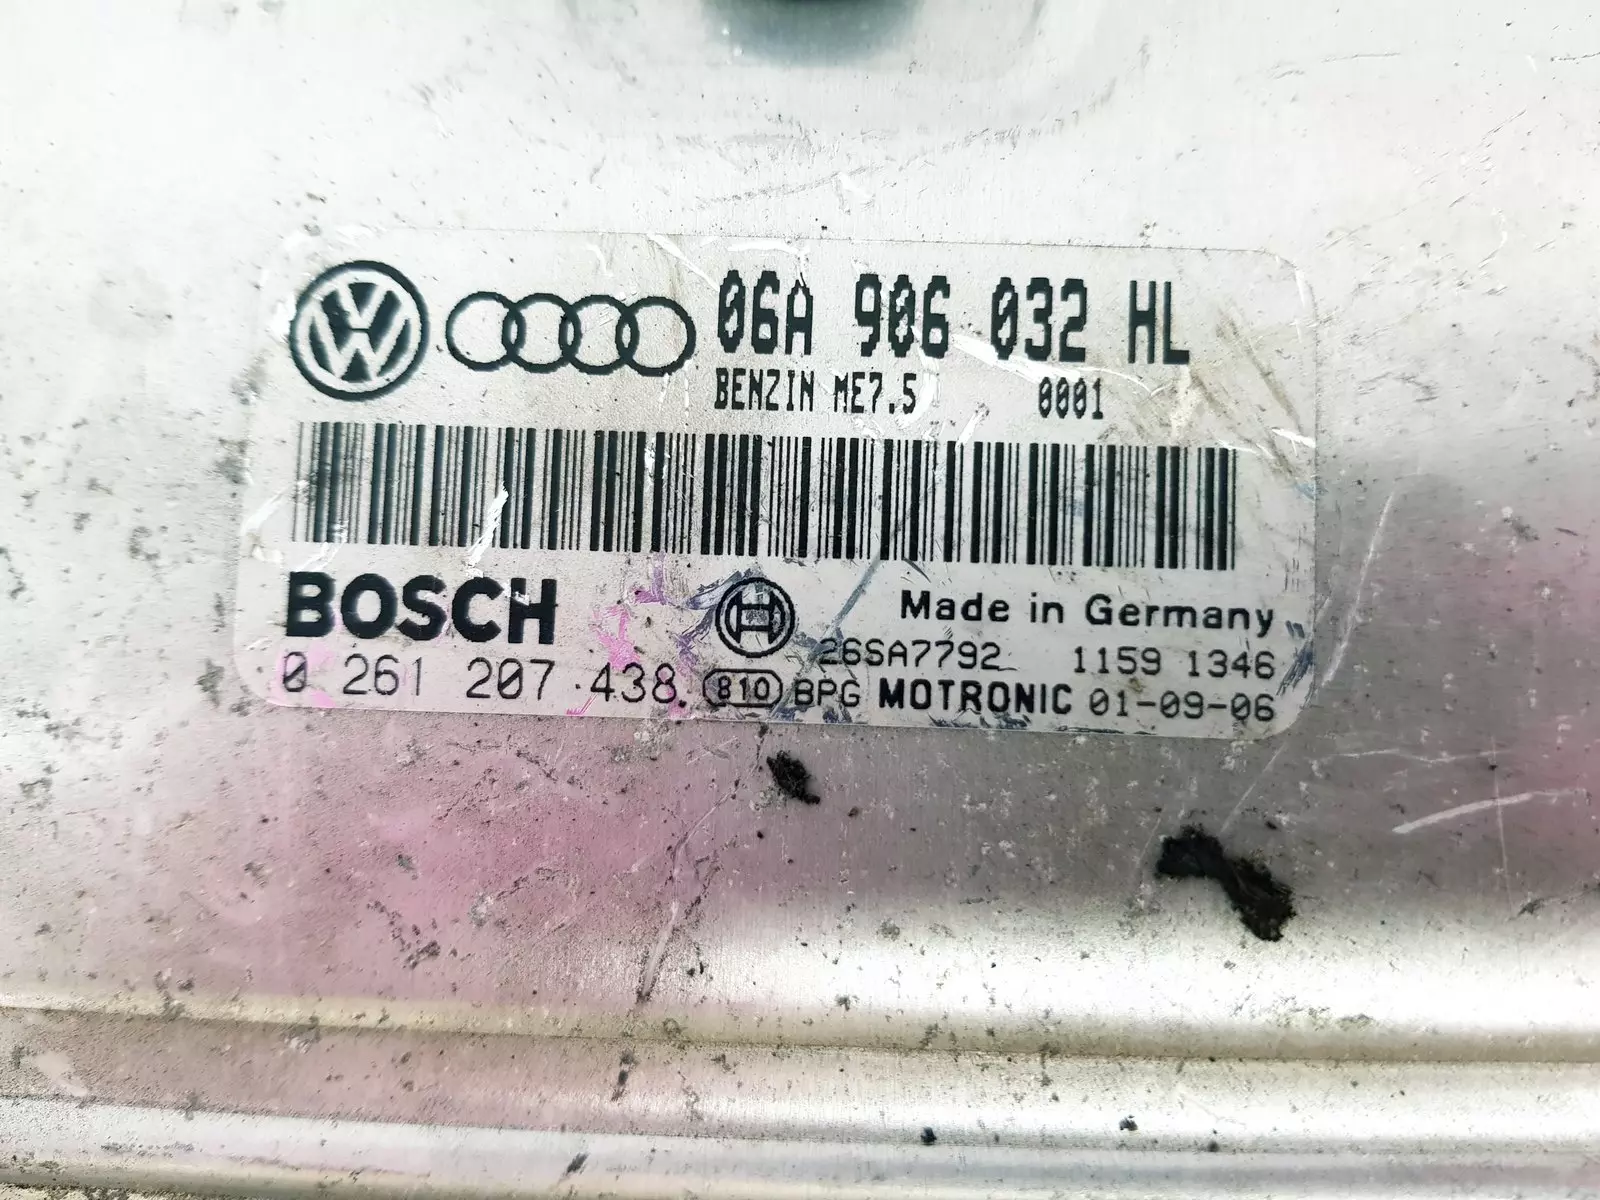 06A 906 032 HL
BENZIN ME7.5 0001
BOSCH
Made in Germany
26SA7792 1159 1346
0 261 207 438 810 BPG MOTRONIC 01-09-06